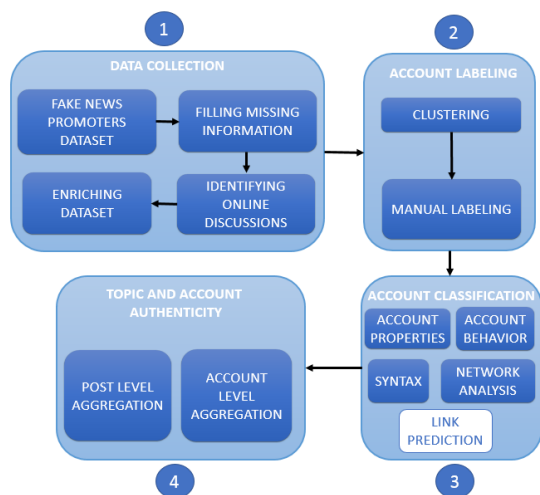 1
DATA COLLECTION
FAKE NEWS
PROMOTERS
DATASET
FILLING MISSING
INFORMATION
ENRICHING
DATASET
IDENTIFYING
ONLINE
DISCUSSIONS
2
ACCOUNT LABELING
CLUSTERING
MANUAL LABELING
TOPIC AND ACCOUNT
AUTHENTICITY
POST LEVEL
AGGREGATION
ACCOUNT
LEVEL
AGGREGATION
4
ACCOUNT CLASSIFICATION
ACCOUNT
PROPERTIES
ACCOUNT
BEHAVIOR
SYNTAX
NETWORK
ANALYSIS
LINK
PREDICTION
3